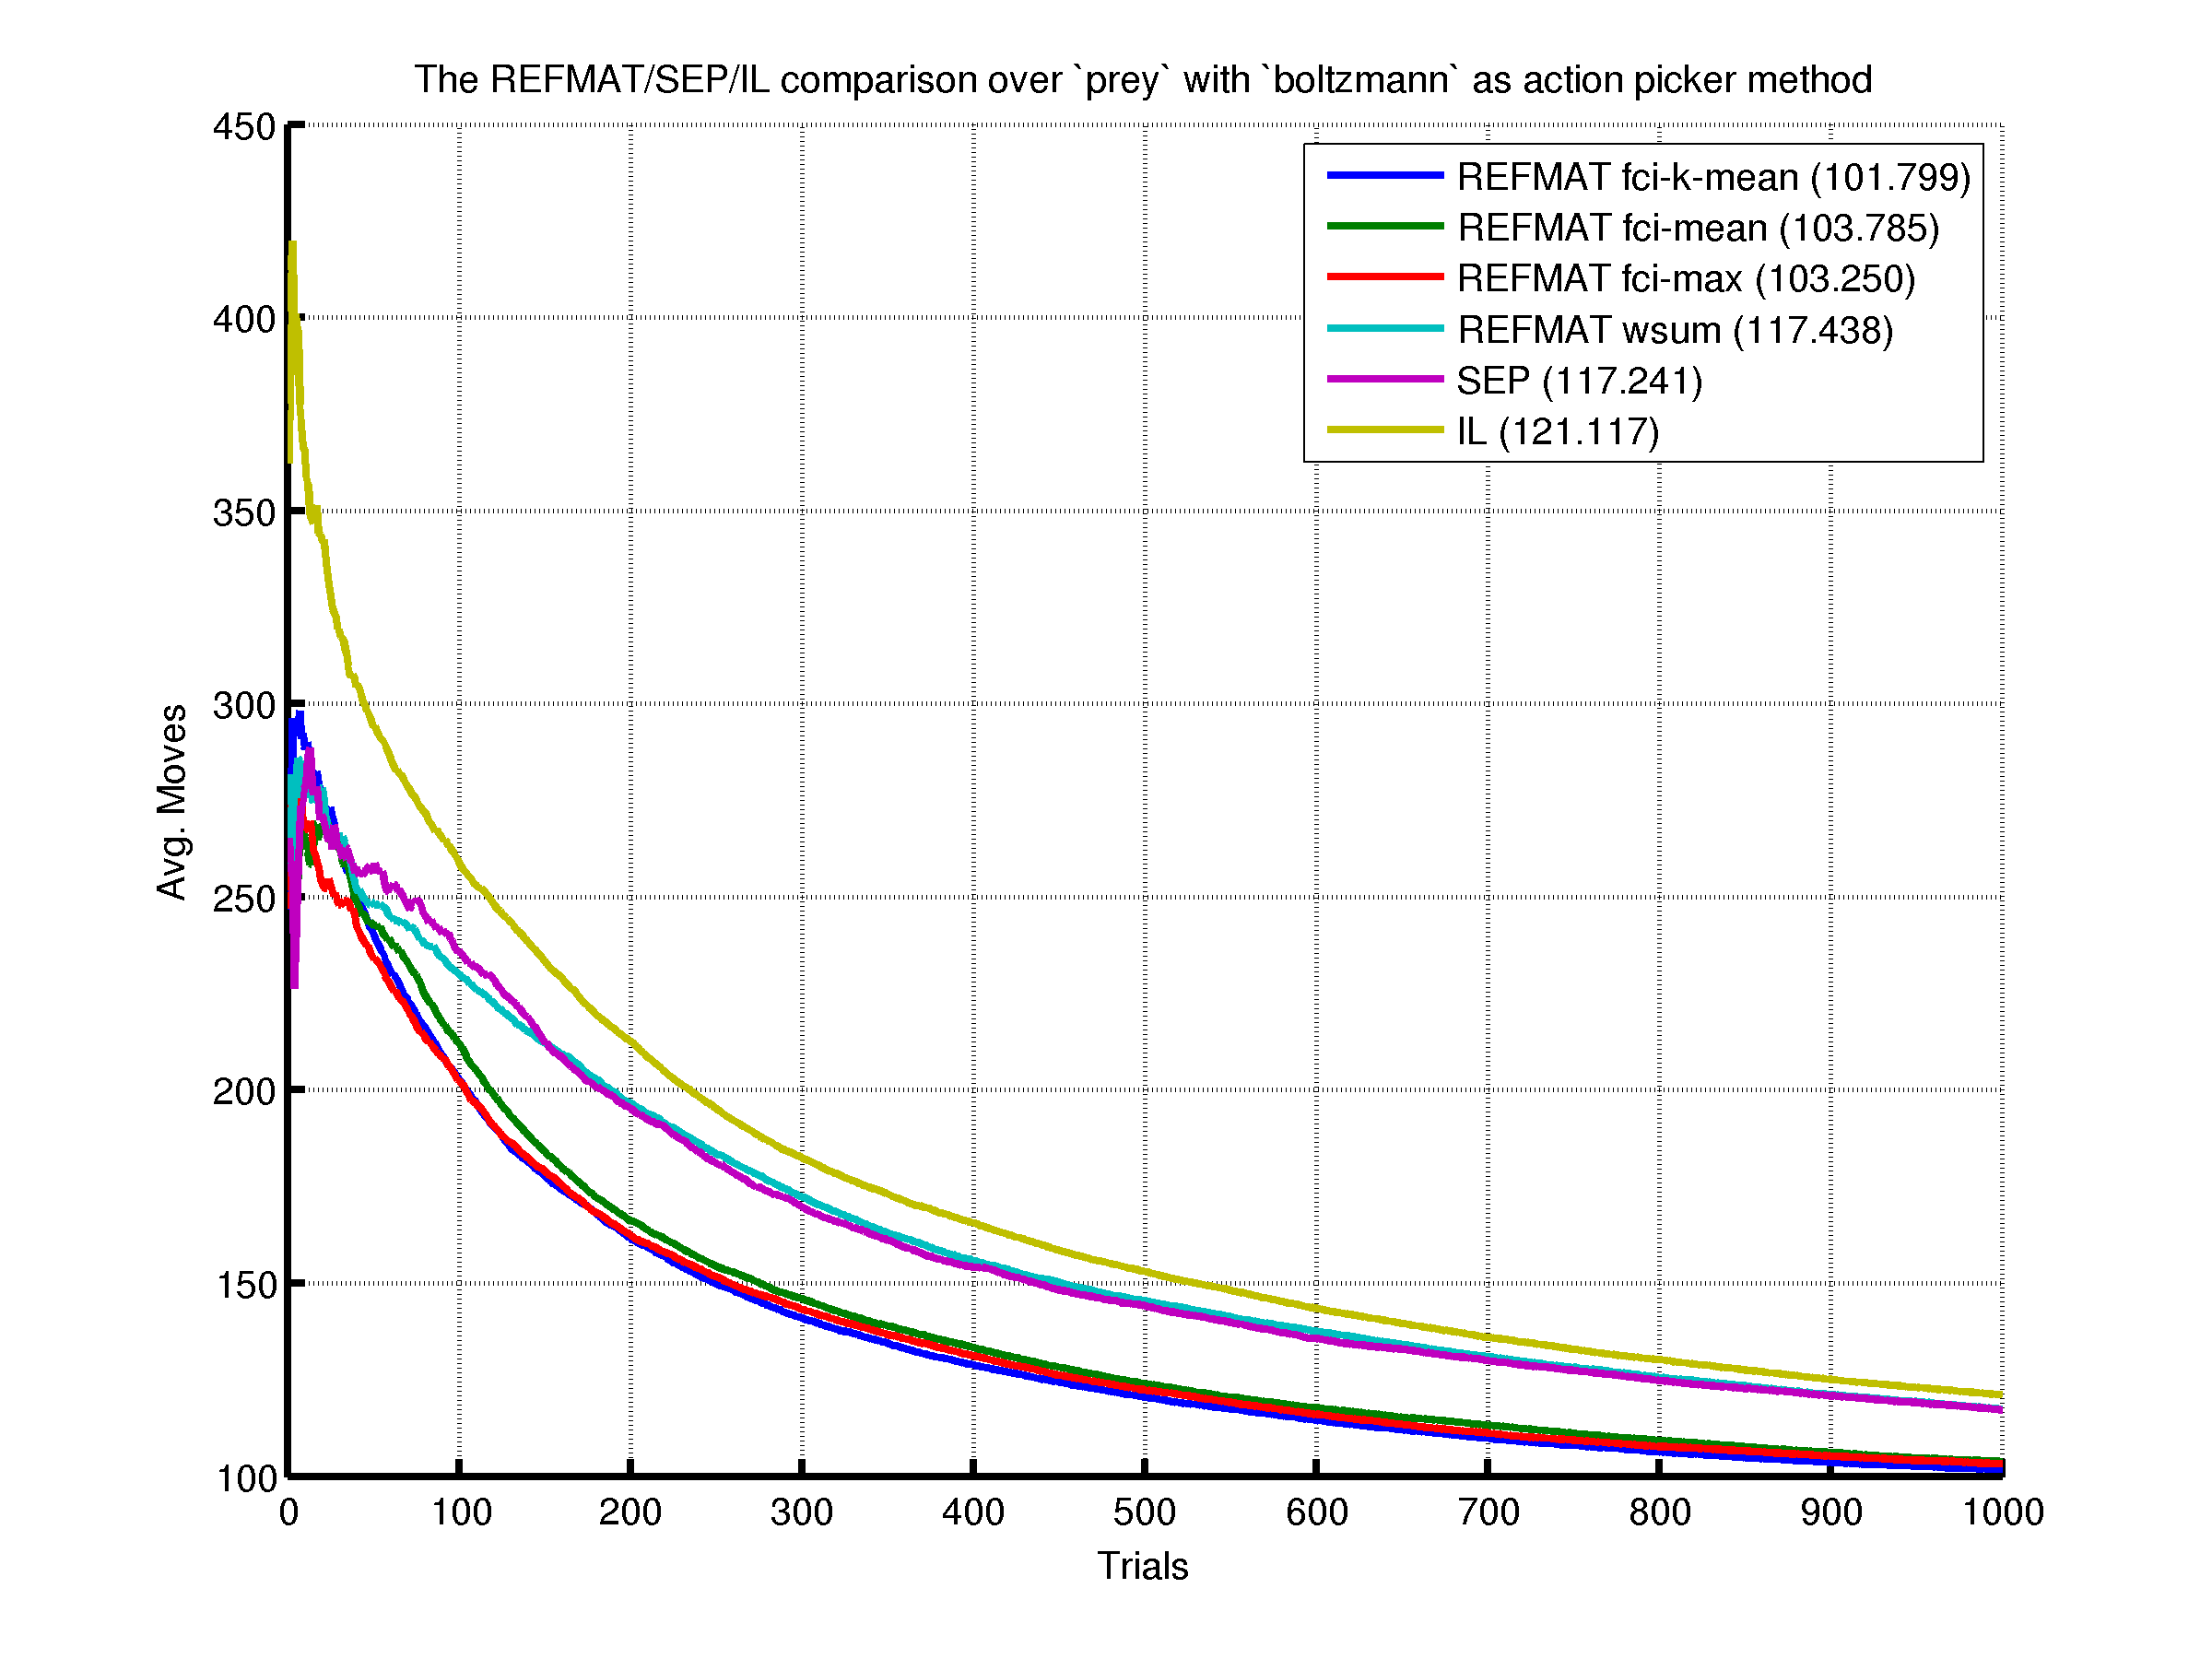 The REFMAT/SEP/IL comparison over `prey` with `boltzmann` as action picker method
450
400
350
300
250
200
150
100
Avg. Moves
REFMAT fci-k-mean (101.799)
REFMAT fci-mean (103.785)
REFMAT fci-max (103.250)
REFMAT wsum (117.438)
SEP (117.241)
IL (121.117)
0 100 200 300 400 500 600 700 800 900 1000
Trials